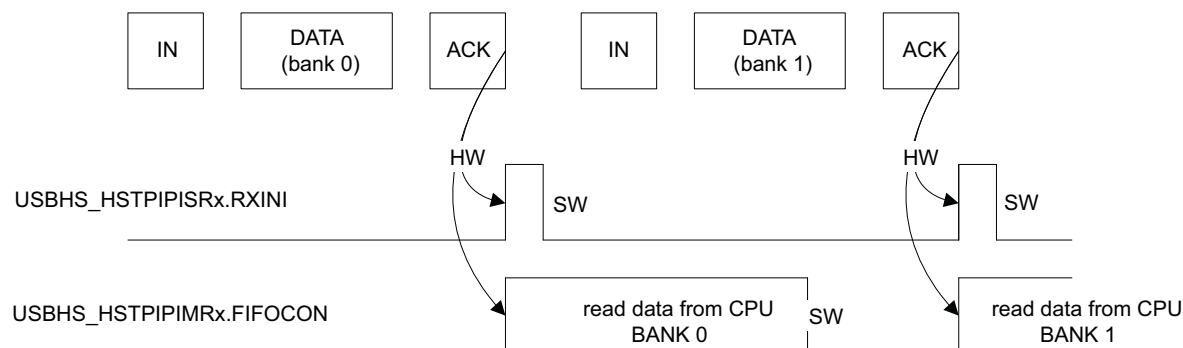 IN
DATA
(bank 0)
ACK
IN
DATA
(bank 1)
ACK
HW
HW
USBHS_HSTPIPISRx.RXINI
SW
SW
USBHS_HSTPIPIMRx.FIFOCON
read data from CPU
BANK 0
SW
read data from CPU
BANK 1